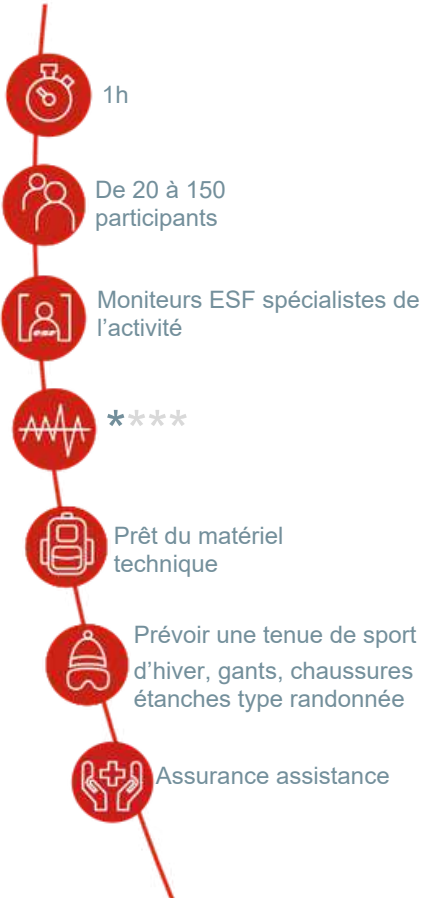 1h
De 20 à 150
participants
Moniteurs ESF spécialistes de
l’activité
esf
****
Prêt du matériel
technique
Prévoir une tenue de sport
d’hiver, gants, chaussures
étanches type randonnée
Assurance assistance